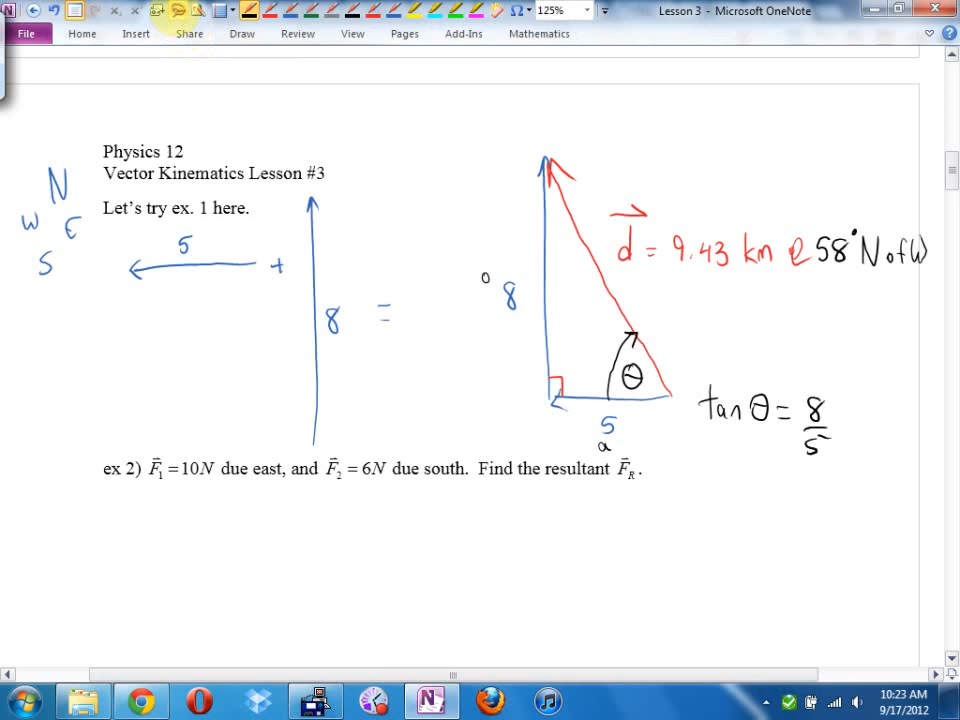 125%
Lesson 3 - Microsoft OneNote
File Home Insert Share Draw Review View Pages Add-Ins Mathematics
Physics 12
Vector Kinematics Lesson #3
Let's try ex. 1 here.
N
W E
S
5
+
8
=
o
8
d⃗ = 9.43 km @ 58° N of W
θ
5
a
tan θ = 8/5
ex 2) F⃗₁ = 10N due east, and F⃗₂ = 6N due south. Find the resultant F⃗_R.
10:23 AM
9/17/2012